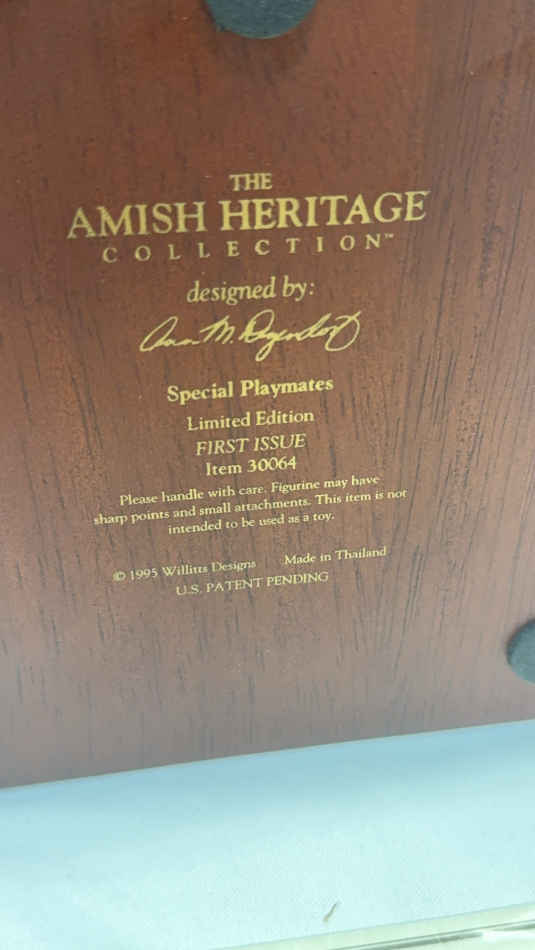 THE
AMISH HERITAGE
COLLECTION™
designed by:
Ann M. Dezendorf
Special Playmates
Limited Edition
FIRST ISSUE
Item 30064
Please handle with care. Figurine may have
sharp points and small attachments. This item is not
intended to be used as a toy.
© 1995 Willitts Designs Made in Thailand
U.S. PATENT PENDING